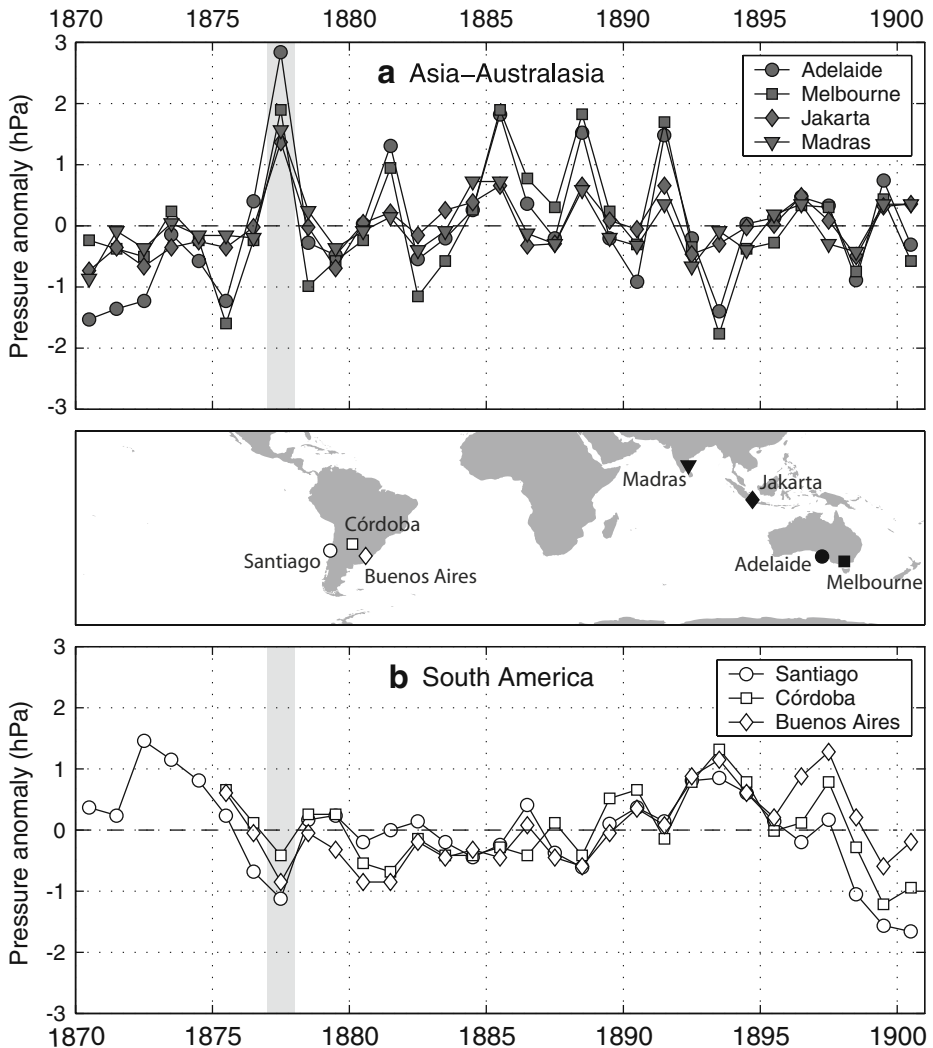 1870 1875 1880 1885 1890 1895 1900
3
2
1
0
-1
-2
-3
Pressure anomaly (hPa)
a Asia–Australasia
Adelaide
Melbourne
Jakarta
Madras
Madras
Jakarta
Córdoba
Santiago
Buenos Aires
Adelaide
Melbourne
3
2
1
0
-1
-2
-3
Pressure anomaly (hPa)
b South America
Santiago
Córdoba
Buenos Aires
1870 1875 1880 1885 1890 1895 1900